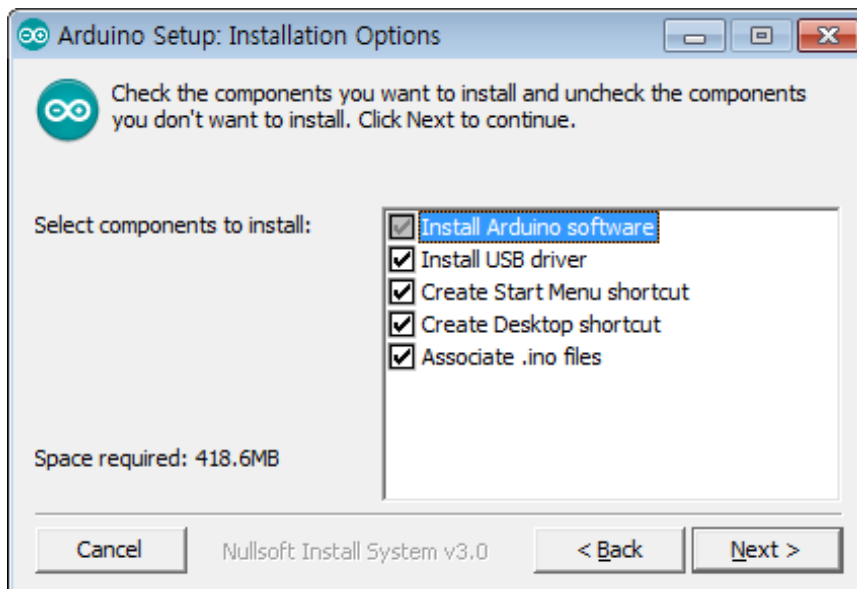 Arduino Setup: Installation Options
Check the components you want to install and uncheck the components
you don't want to install. Click Next to continue.
Select components to install:
Install Arduino software
Install USB driver
Create Start Menu shortcut
Create Desktop shortcut
Associate .ino files
Space required: 418.6MB
Cancel
Nullsoft Install System v3.0
< Back
Next >